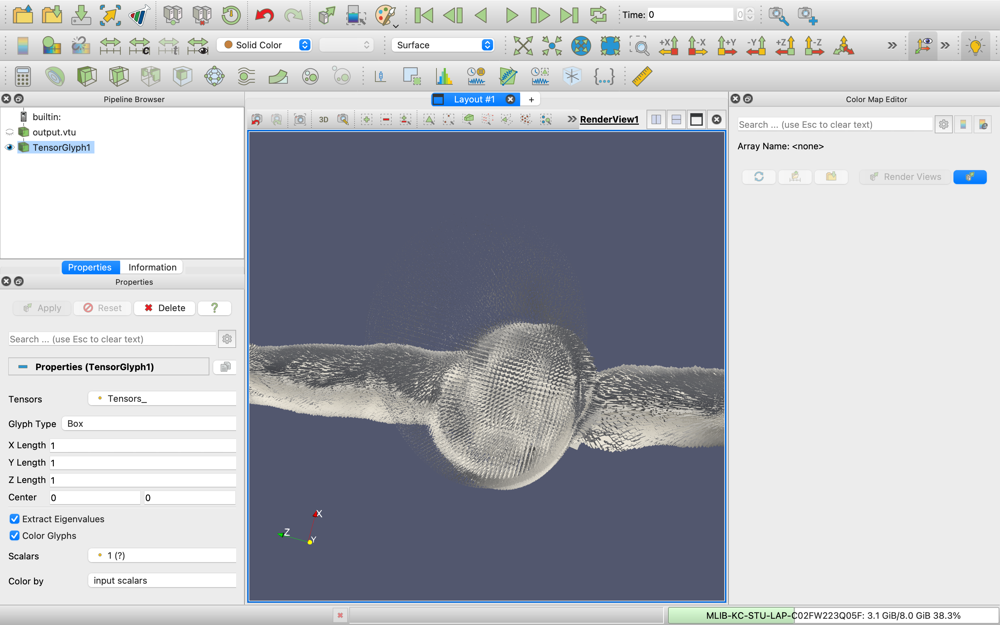 Time: 0 0
c t Solid Color Surface +X -X +Y -Y +Z -Z
Pipeline Browser
builtin:
output.vtu
TensorGlyph1
Properties Information
Properties
Apply Reset Delete ?
Search ... (use Esc to clear text)
Properties (TensorGlyph1)
Tensors Tensors_
Glyph Type Box
X Length 1
Y Length 1
Z Length 1
Center 0 0
Extract Eigenvalues
Color Glyphs
Scalars 1 (?)
Color by input scalars
Layout #1 +
3D RenderView1
X
Z
Y
Color Map Editor
Search ... (use Esc to clear text) e
Array Name: <none>
Render Views
MLIB-KC-STU-LAP-C02FW223Q05F: 3.1 GiB/8.0 GiB 38.3%